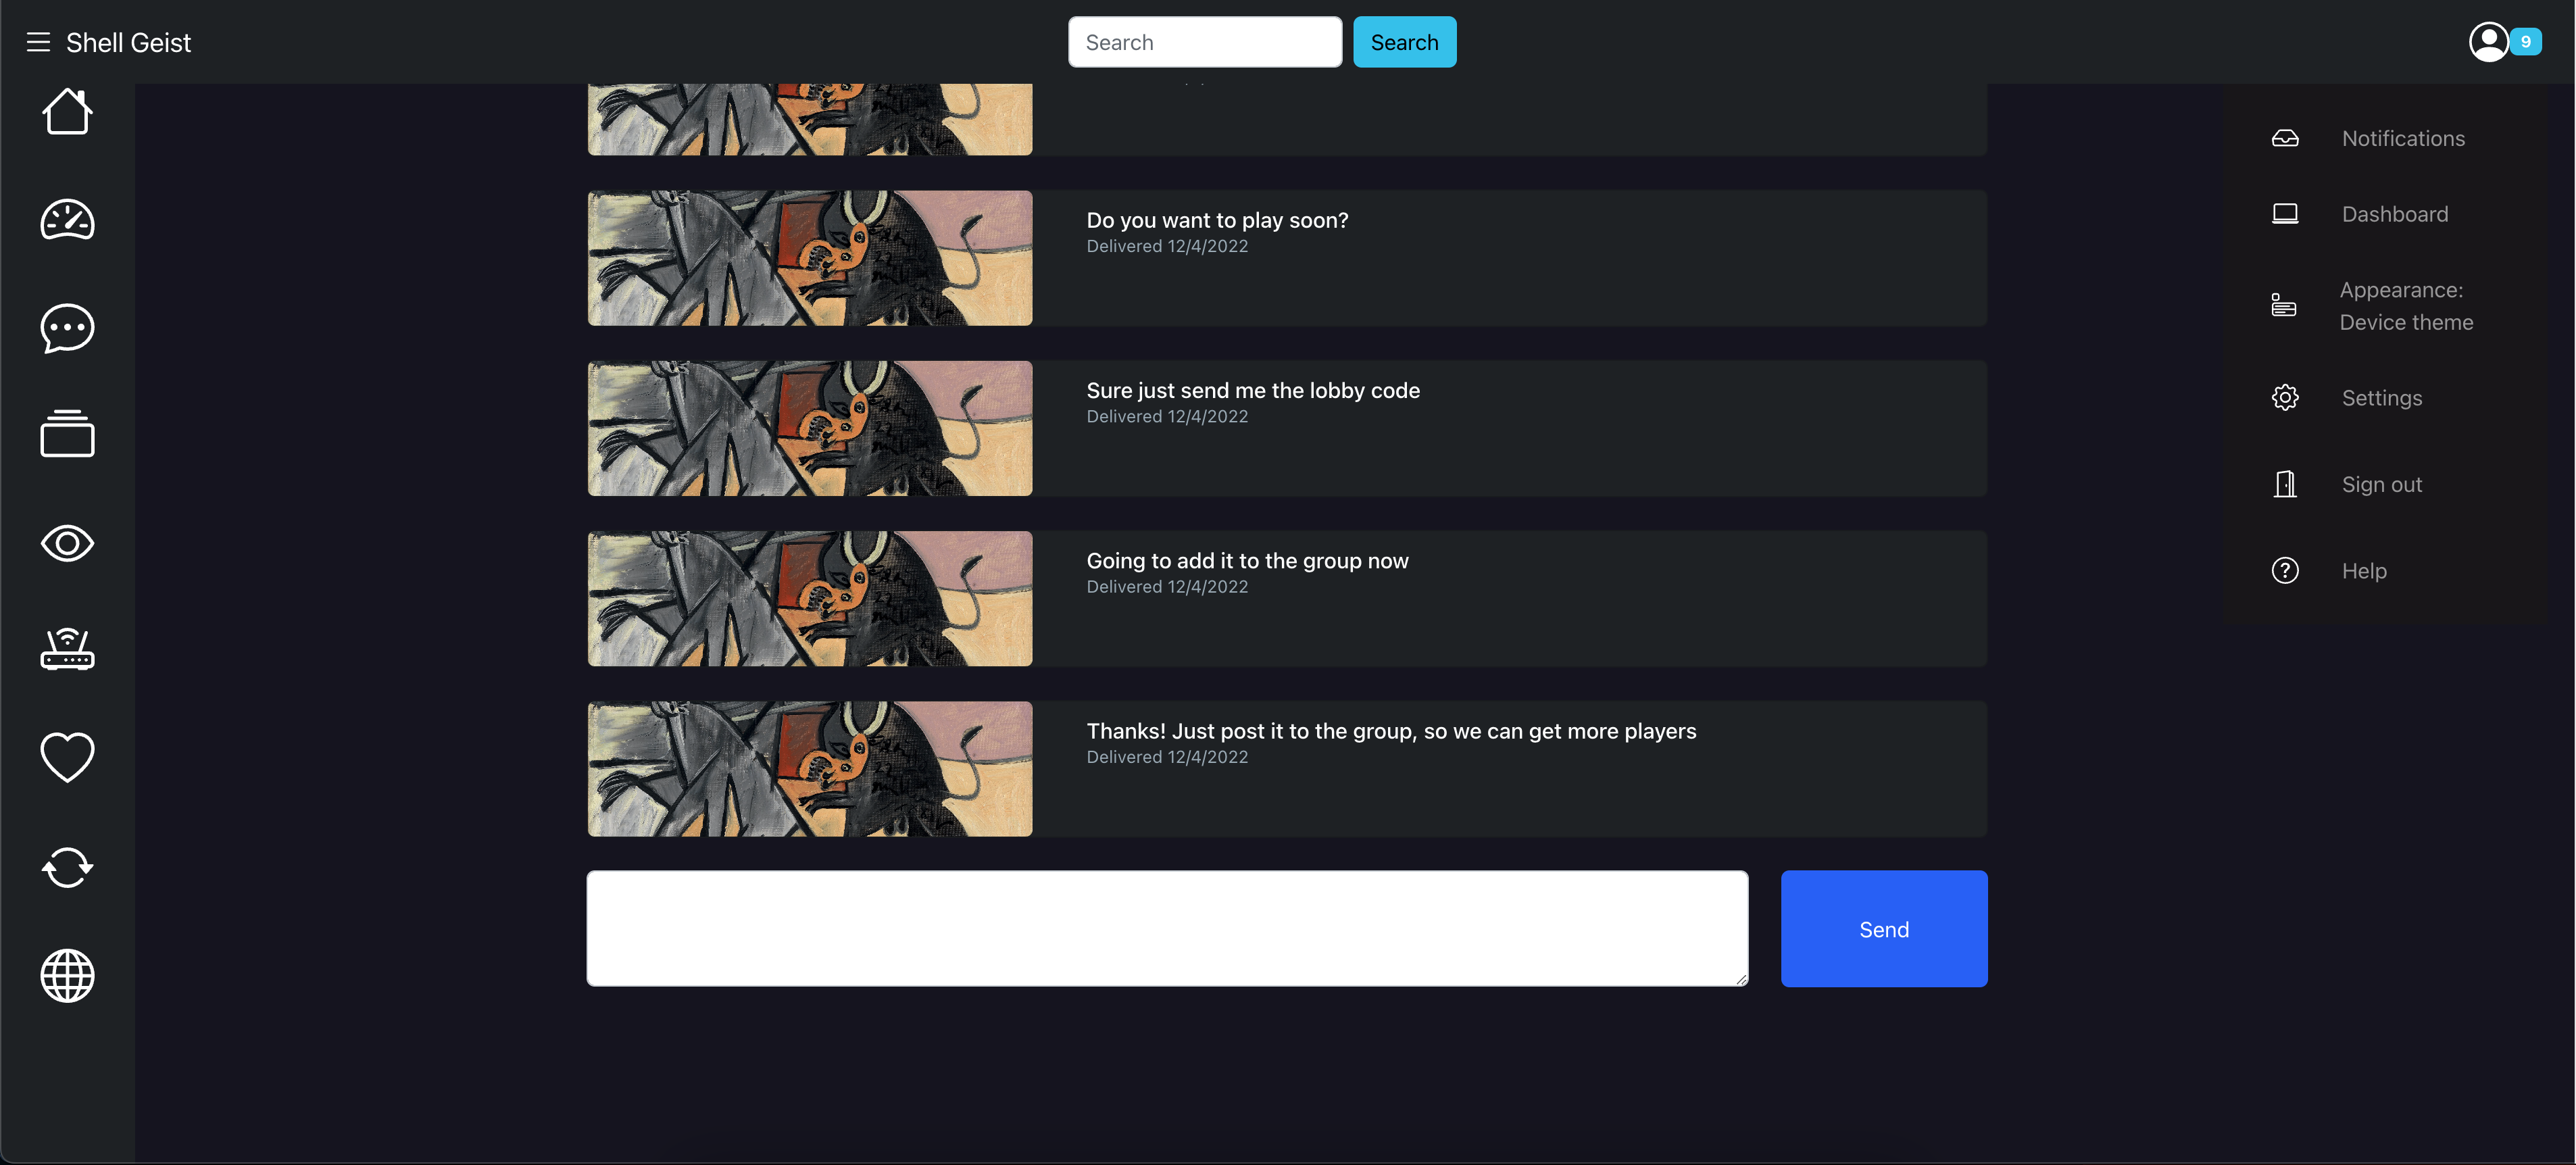 Shell Geist
Search
Search
9
Do you want to play soon?
Delivered 12/4/2022
Sure just send me the lobby code
Delivered 12/4/2022
Going to add it to the group now
Delivered 12/4/2022
Thanks! Just post it to the group, so we can get more players
Delivered 12/4/2022
Send
Notifications
Dashboard
Appearance:
Device theme
Settings
Sign out
Help